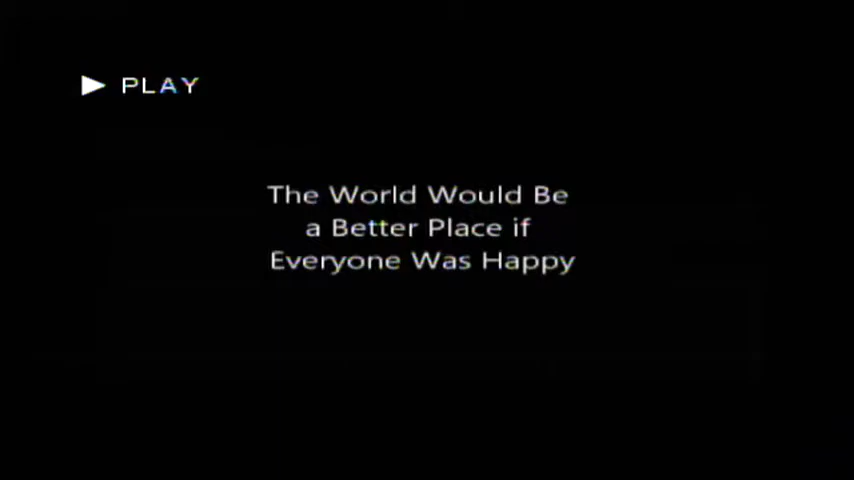 PLAY
The World Would Be
a Better Place if
Everyone Was Happy